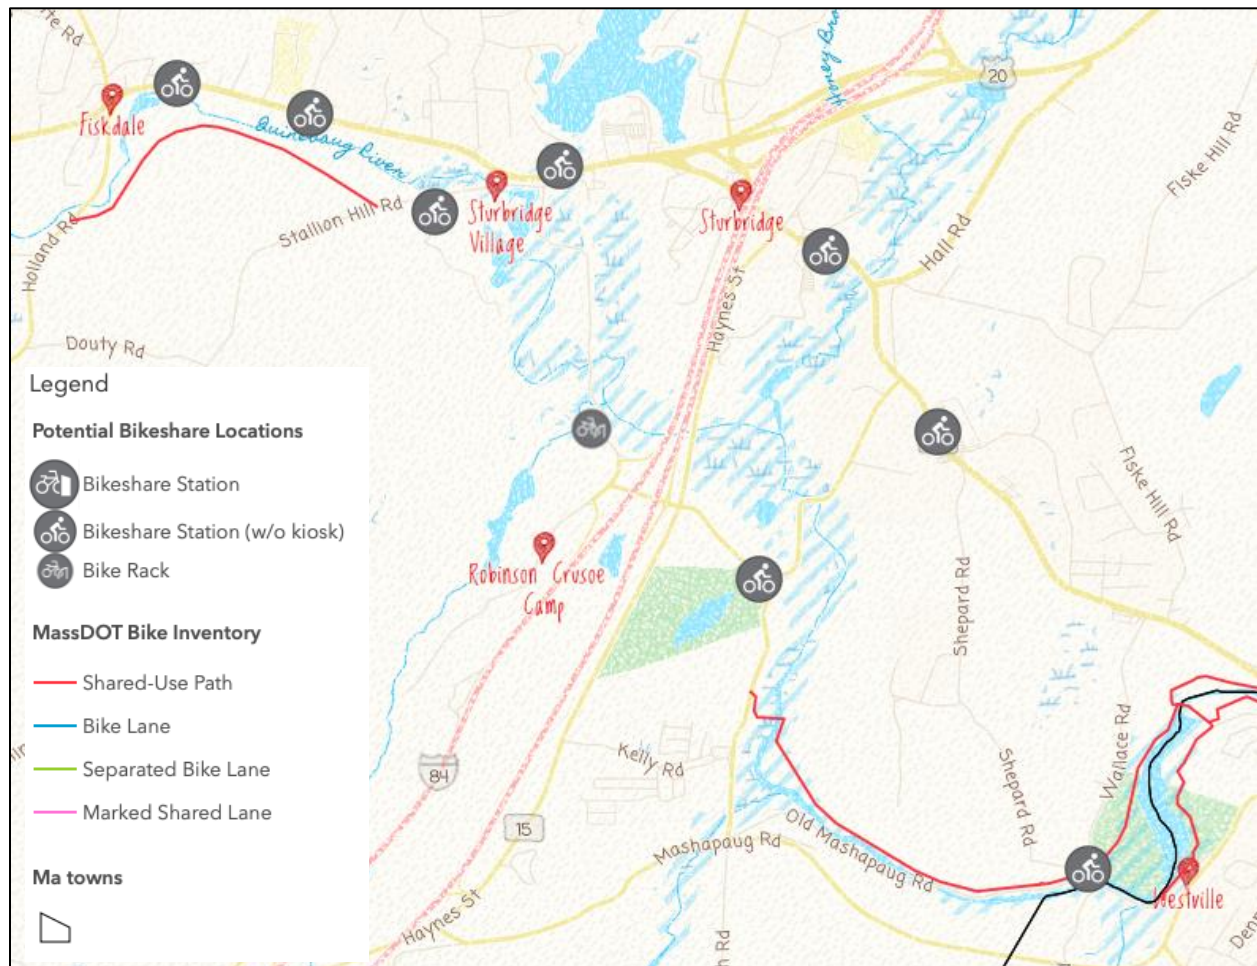 Fiskdale
Quinebaug River
Honey Bro
20
Fiske Hill Rd
Holland Rd
Stallion Hill Rd
Sturbridge
Village
Sturbridge
Hall Rd
Haynes St
Douty Rd
Legend
Potential Bikeshare Locations
Bikeshare Station
Bikeshare Station (w/o kiosk)
Bike Rack
MassDOT Bike Inventory
Shared-Use Path
Bike Lane
Separated Bike Lane
Marked Shared Lane
Ma towns
Robinson Crusoe
Camp
Fiske Hill Rd
Shepard Rd
Kelly Rd
84
15
Wallace Rd
Shepard Rd
Mashapaug Rd
Old Mashapaug Rd
Haynes St
Westville